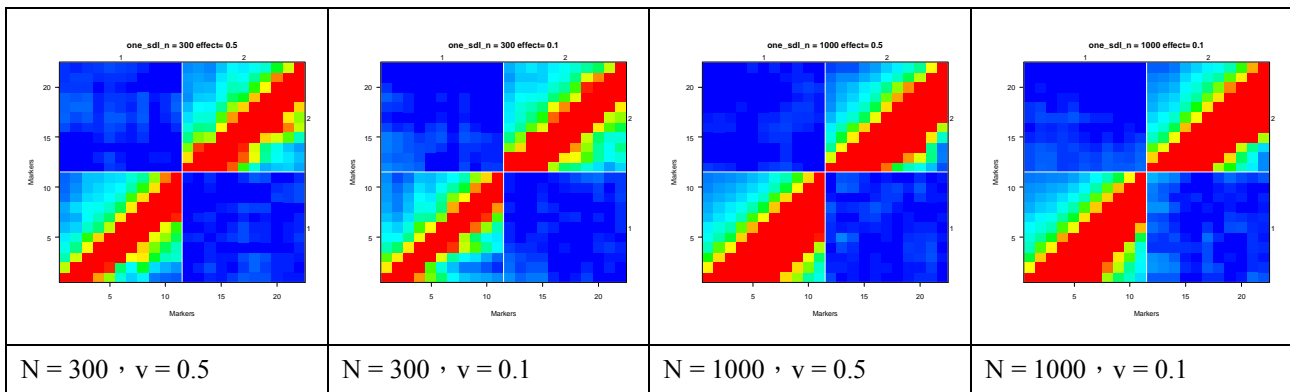 one_sdl_n = 300 effect= 0.5
1 2
20
15
10
5
Markers
2
1
5 10 15 20
Markers
N = 300，v = 0.5
one_sdl_n = 300 effect= 0.1
1 2
20
15
10
5
Markers
2
1
5 10 15 20
Markers
N = 300，v = 0.1
one_sdl_n = 1000 effect= 0.5
1 2
20
15
10
5
Markers
2
1
5 10 15 20
Markers
N = 1000，v = 0.5
one_sdl_n = 1000 effect= 0.1
1 2
20
15
10
5
Markers
2
1
5 10 15 20
Markers
N = 1000，v = 0.1